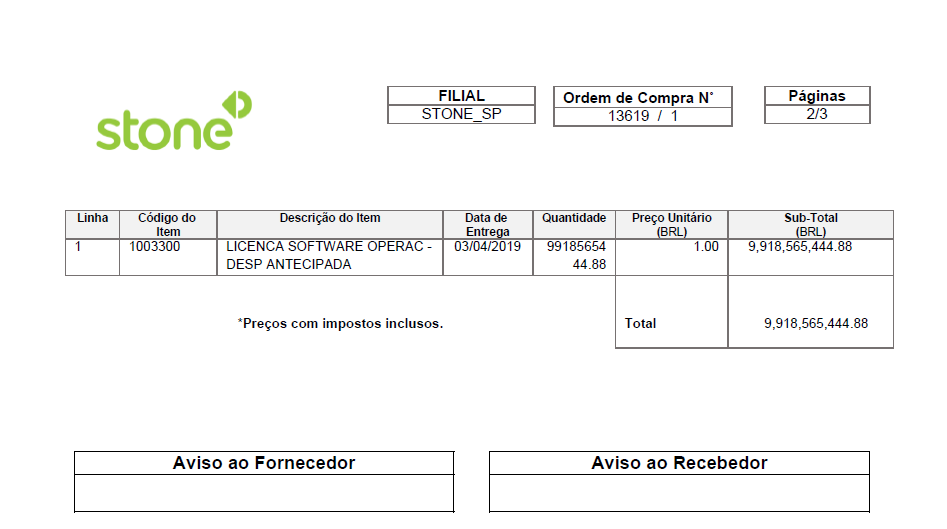 stone
FILIAL
STONE_SP
Ordem de Compra N°
13619 / 1
Páginas
2/3
Linha
Código do
Item
Descrição do Item
Data de
Entrega
Quantidade
Preço Unitário
(BRL)
Sub-Total
(BRL)
1
1003300
LICENCA SOFTWARE OPERAC -
DESP ANTECIPADA
03/04/2019
99185654
44.88
1.00
9,918,565,444.88
*Preços com impostos inclusos.
Total
9,918,565,444.88
Aviso ao Fornecedor
Aviso ao Recebedor